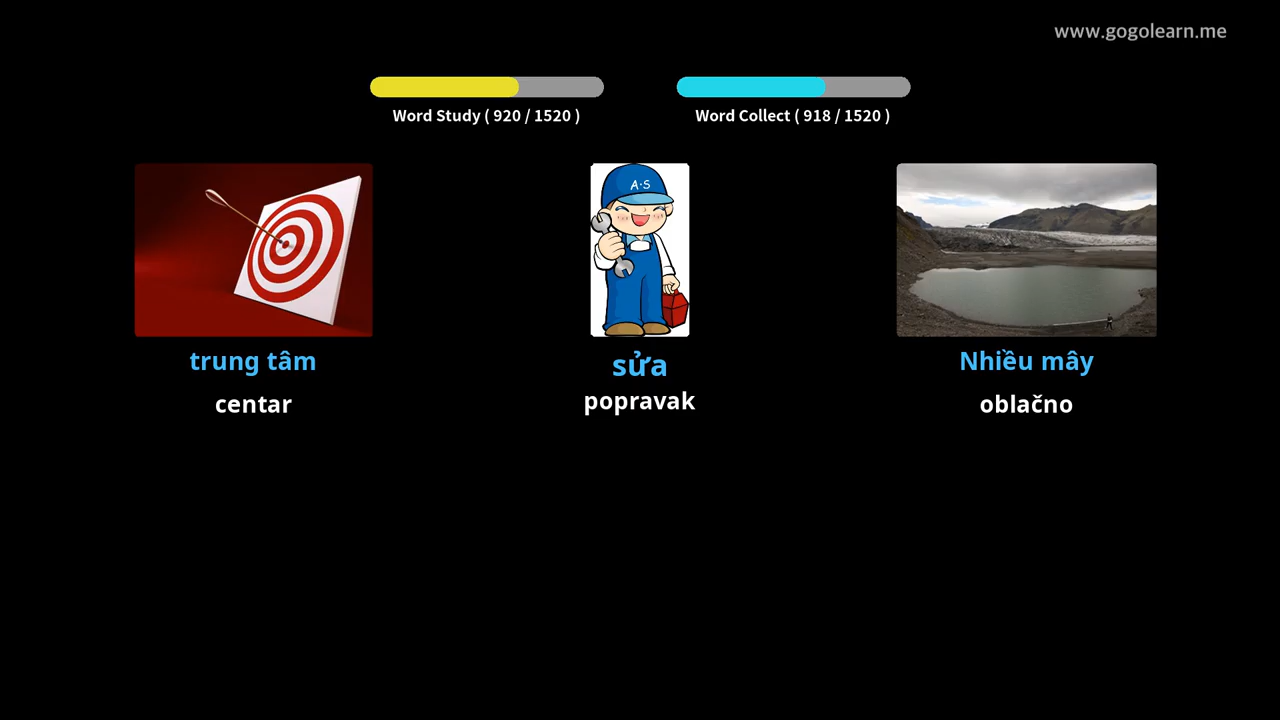 www.gogolearn.me
Word Study ( 920 / 1520 )
Word Collect ( 918 / 1520 )
A·S
trung tâm
sửa
Nhiều mây
centar
popravak
oblačno